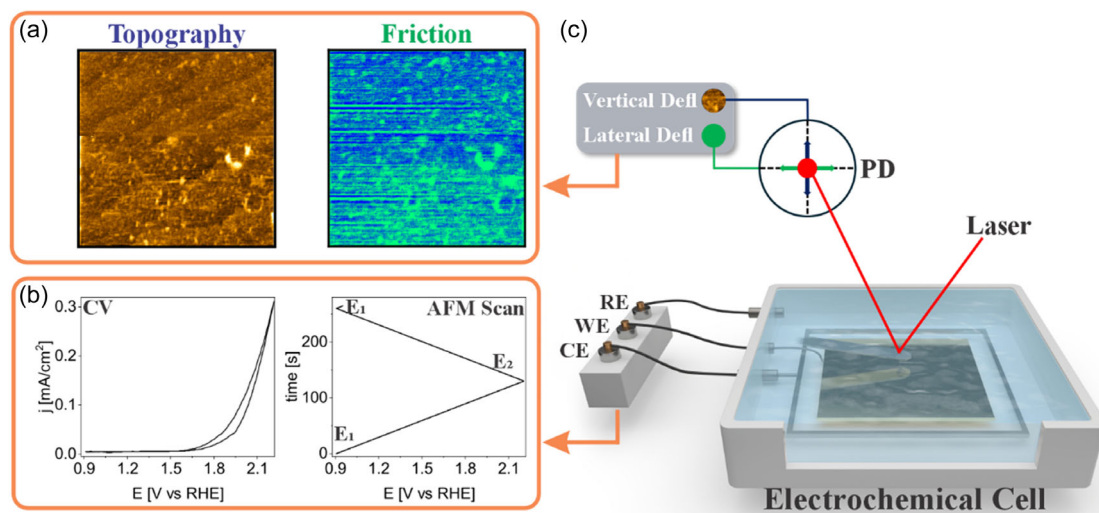 (a)
Topography
Friction
(b)
CV
0.3
0.2
0.1
0.0
j [mA/cm²]
0.9 1.2 1.5 1.8 2.1
E [V vs RHE]
AFM Scan
E₁
E₂
E₁
200
100
0
time [s]
0.9 1.2 1.5 1.8 2.1
E [V vs RHE]
(c)
Vertical Defl
Lateral Defl
PD
Laser
RE
WE
CE
Electrochemical Cell